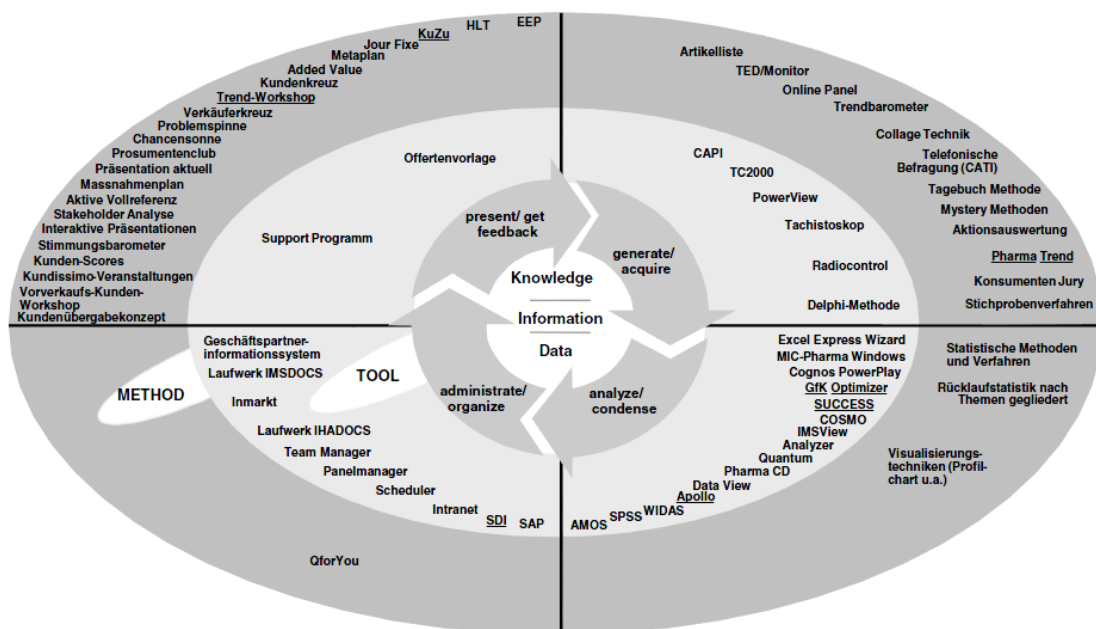 EEP
HLT
KuZu
Jour Fixe
Metaplan
Added Value
Kundenkreuz
Trend-Workshop
Verkäuferkreuz
Problemspinne
Chancensonne
Prosumentenclub
Präsentation aktuell
Massnahmenplan
Aktive Vollreferenz
Stakeholder Analyse
Interaktive Präsentationen
Stimmungsbarometer
Kunden-Scores
Kundissimo-Veranstaltungen
Vorverkaufs-Kunden-
Workshop
Kundenübergabekonzept
Offertenvorlage
Support Programm
Artikelliste
TED/Monitor
Online Panel
Trendbarometer
Collage Technik
Telefonische
Befragung (CATI)
Tagebuch Methode
Mystery Methoden
Aktionsauswertung
Pharma Trend
Konsumenten Jury
Stichprobenverfahren
CAPI
TC2000
PowerView
Tachistoskop
Radiocontrol
Delphi-Methode
present/ get
feedback
generate/
acquire
Knowledge
Information
Data
administrate/
organize
analyze/
condense
METHOD
TOOL
Geschäftspartner-
informationssystem
Laufwerk IMSDOCS
Inmarkt
Laufwerk IHADOCS
Team Manager
Panelmanager
Scheduler
Intranet
SDI
SAP
QforYou
Excel Express Wizard
MIC-Pharma Windows
Cognos PowerPlay
GfK Optimizer
SUCCESS
COSMO
IMSView
Analyzer
Quantum
Pharma CD
Data View
Apollo
WIDAS
SPSS
AMOS
Statistische Methoden
und Verfahren
Rücklaufstatistik nach
Themen gegliedert
Visualisierungs-
techniken (Profil-
chart u.a.)